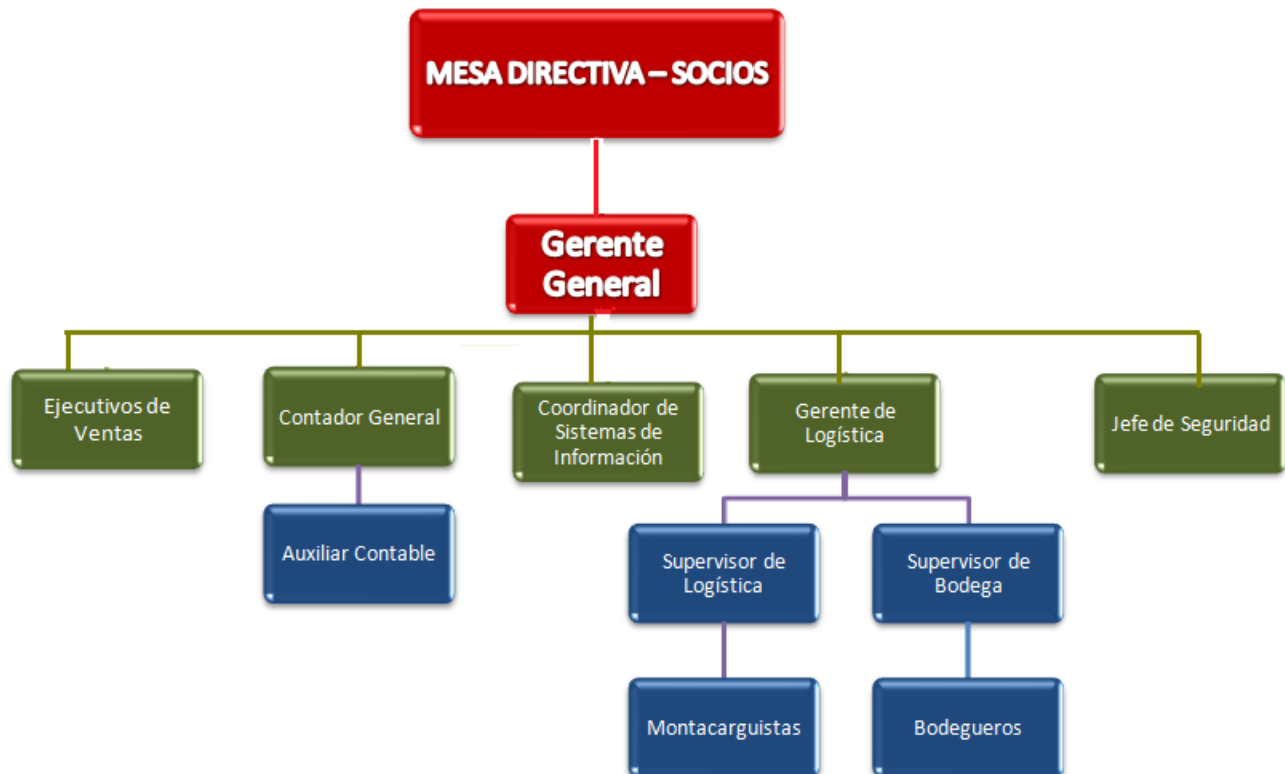 MESA DIRECTIVA – SOCIOS
Gerente
General
Ejecutivos de
Ventas
Contador General
Coordinador de
Sistemas de
Información
Gerente de
Logística
Jefe de Seguridad
Auxiliar Contable
Supervisor de
Logística
Supervisor de
Bodega
Montacarguistas
Bodegueros